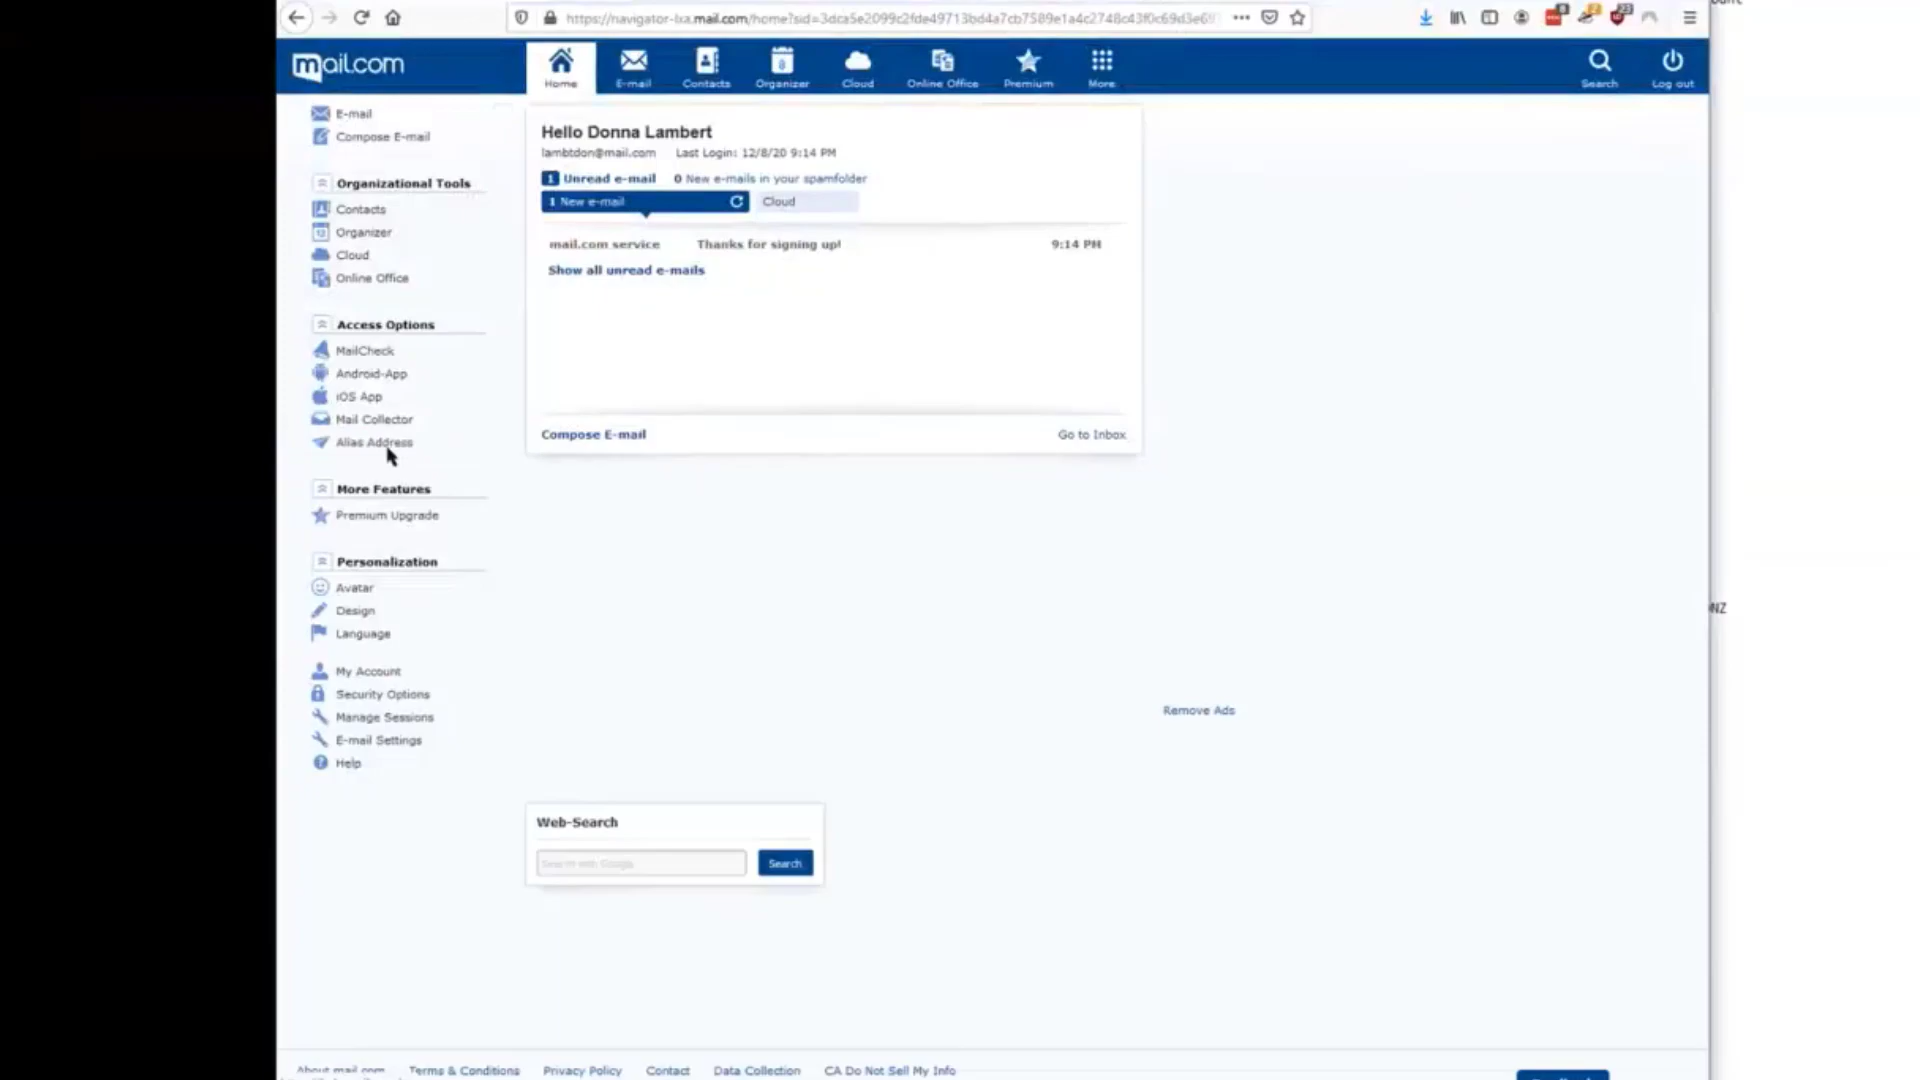 https://navigator-lxa.mail.com/home?sid=3dca5e2099c2fde49713bd4a7cb7589e1a4c2748c43f0c69d3e69
mail.com
Home
E-mail
Contacts
Organizer
Cloud
Online Office
Premium
More
Search
Log out
E-mail
Compose E-mail
Organizational Tools
Contacts
Organizer
Cloud
Online Office
Access Options
MailCheck
Android-App
iOS App
Mail Collector
Alias Address
More Features
Premium Upgrade
Personalization
Avatar
Design
Language
My Account
Security Options
Manage Sessions
E-mail Settings
Help
Hello Donna Lambert
lambtdon@mail.com Last Login: 12/8/20 9:14 PM
1 Unread e-mail 0 New e-mails in your spamfolder
1 New e-mail Cloud
mail.com service Thanks for signing up! 9:14 PM
Show all unread e-mails
Compose E-mail Go to Inbox
NZ
Remove Ads
Web-Search
Search with Google
Search
About mail.com Terms & Conditions Privacy Policy Contact Data Collection CA Do Not Sell My Info